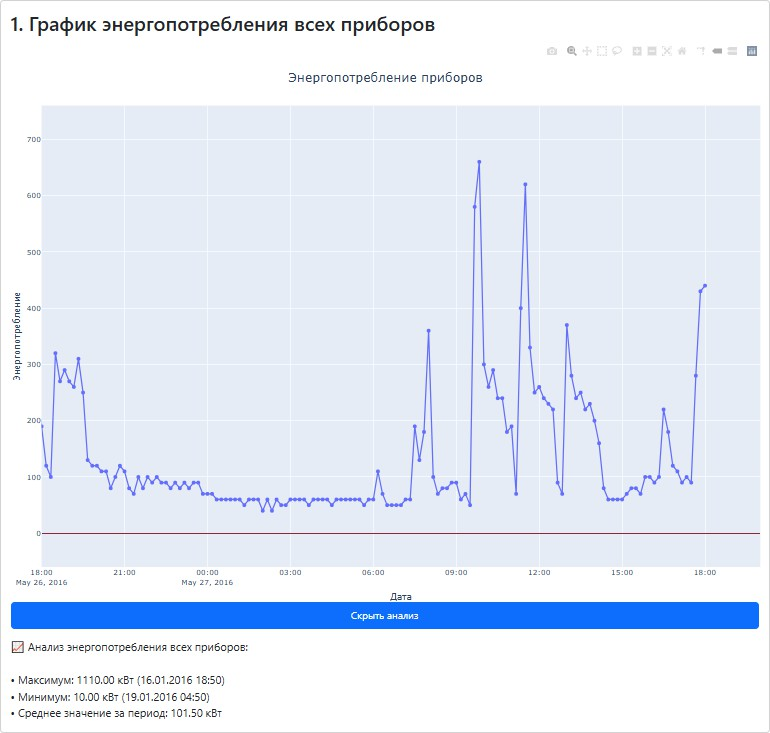 1. График энергопотребления всех приборов
Энергопотребление приборов
700
600
500
400
300
200
100
0
Энергопотребление
18:00 21:00 00:00 03:00 06:00 09:00 12:00 15:00 18:00
May 26, 2016 May 27, 2016
Дата
Скрыть анализ
Анализ энергопотребления всех приборов:
• Максимум: 1110.00 кВт (16.01.2016 18:50)
• Минимум: 10.00 кВт (19.01.2016 04:50)
• Среднее значение за период: 101.50 кВт